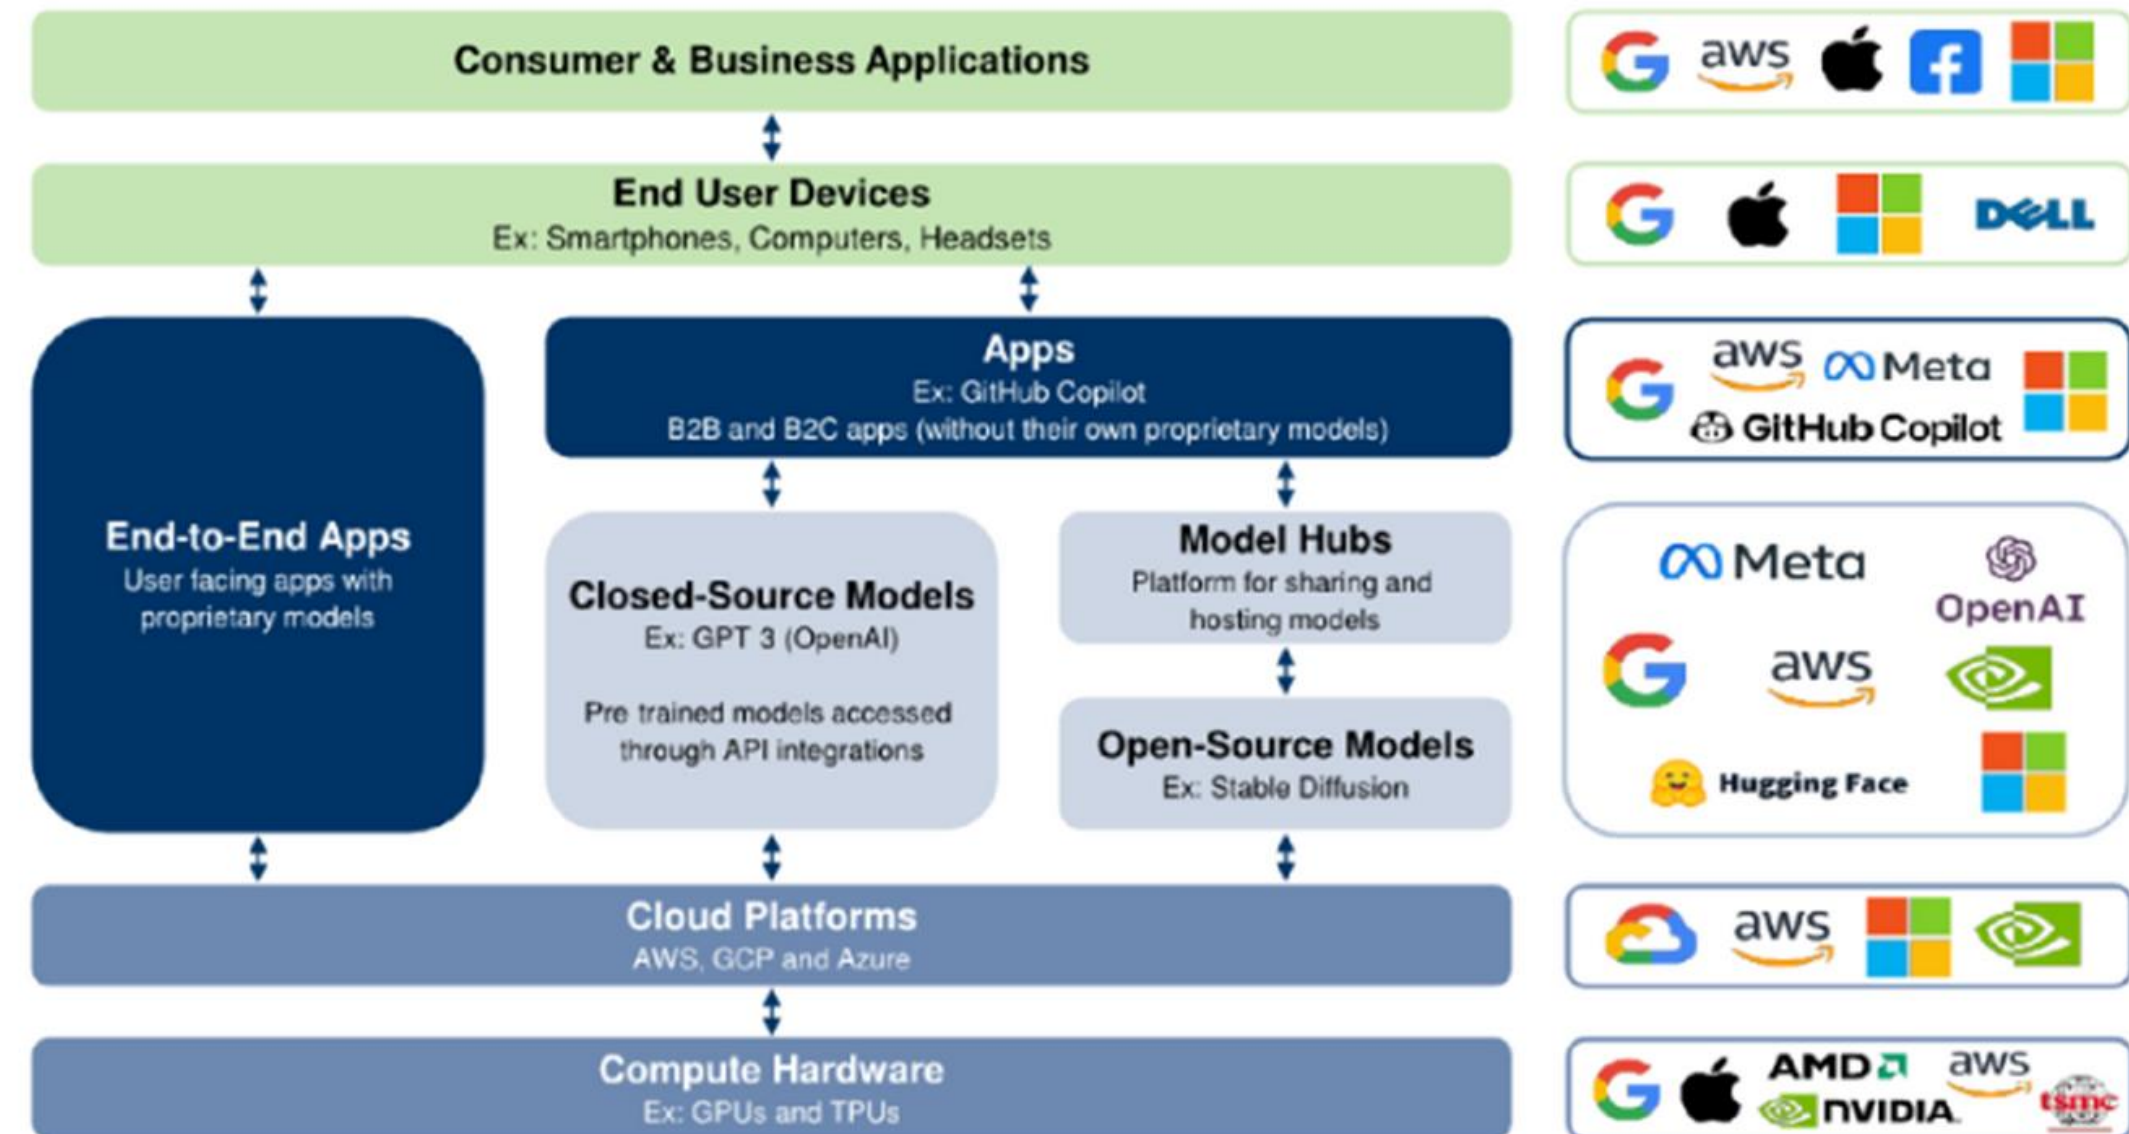 Consumer & Business Applications
aws
End User Devices
Ex: Smartphones, Computers, Headsets
DELL
Apps
Ex: GitHub Copilot
B2B and B2C apps (without their own proprietary models)
aws
Meta
GitHub Copilot
End-to-End Apps
User facing apps with
proprietary models
Closed-Source Models
Ex: GPT 3 (OpenAI)
Pre trained models accessed
through API integrations
Model Hubs
Platform for sharing and
hosting models
Open-Source Models
Ex: Stable Diffusion
Meta
OpenAI
aws
Hugging Face
Cloud Platforms
AWS, GCP and Azure
aws
Compute Hardware
Ex: GPUs and TPUs
AMD
aws
nVIDIA.
tsmc